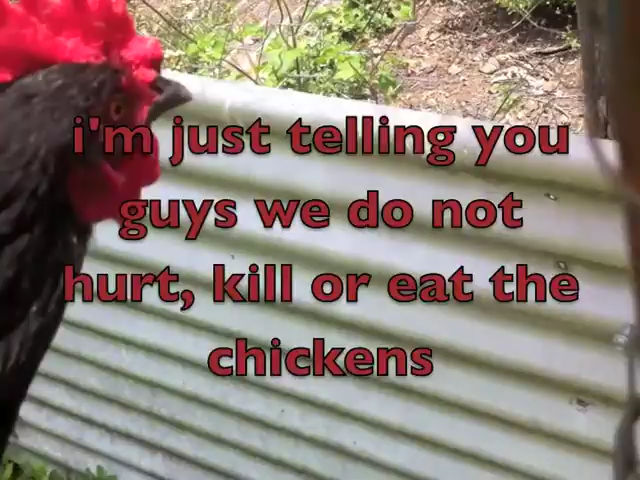 i'm just telling you
guys we do not
hurt, kill or eat the
chickens